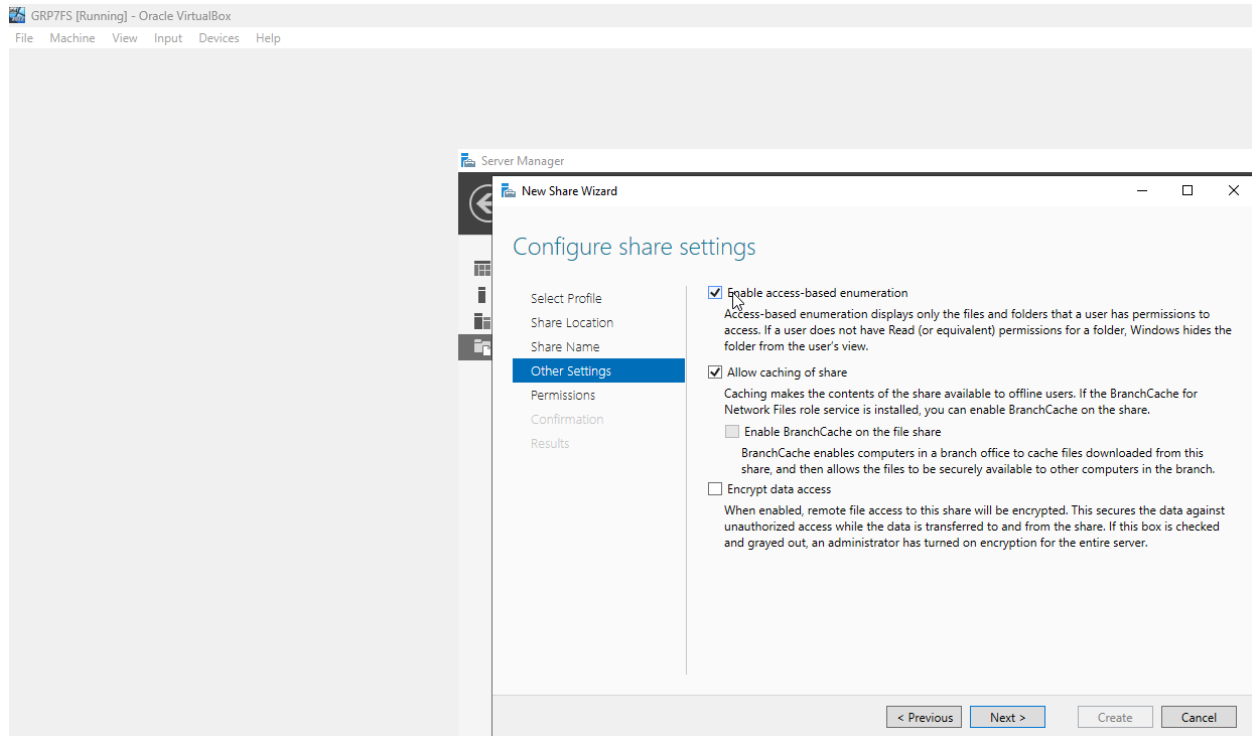 GRP7FS [Running] - Oracle VirtualBox
File Machine View Input Devices Help
Server Manager
New Share Wizard
Configure share settings
Select Profile
Share Location
Share Name
Other Settings
Permissions
Confirmation
Results
Enable access-based enumeration
Access-based enumeration displays only the files and folders that a user has permissions to
access. If a user does not have Read (or equivalent) permissions for a folder, Windows hides the
folder from the user's view.
Allow caching of share
Caching makes the contents of the share available to offline users. If the BranchCache for
Network Files role service is installed, you can enable BranchCache on the share.
Enable BranchCache on the file share
BranchCache enables computers in a branch office to cache files downloaded from this
share, and then allows the files to be securely available to other computers in the branch.
Encrypt data access
When enabled, remote file access to this share will be encrypted. This secures the data against
unauthorized access while the data is transferred to and from the share. If this box is checked
and grayed out, an administrator has turned on encryption for the entire server.
< Previous Next > Create Cancel